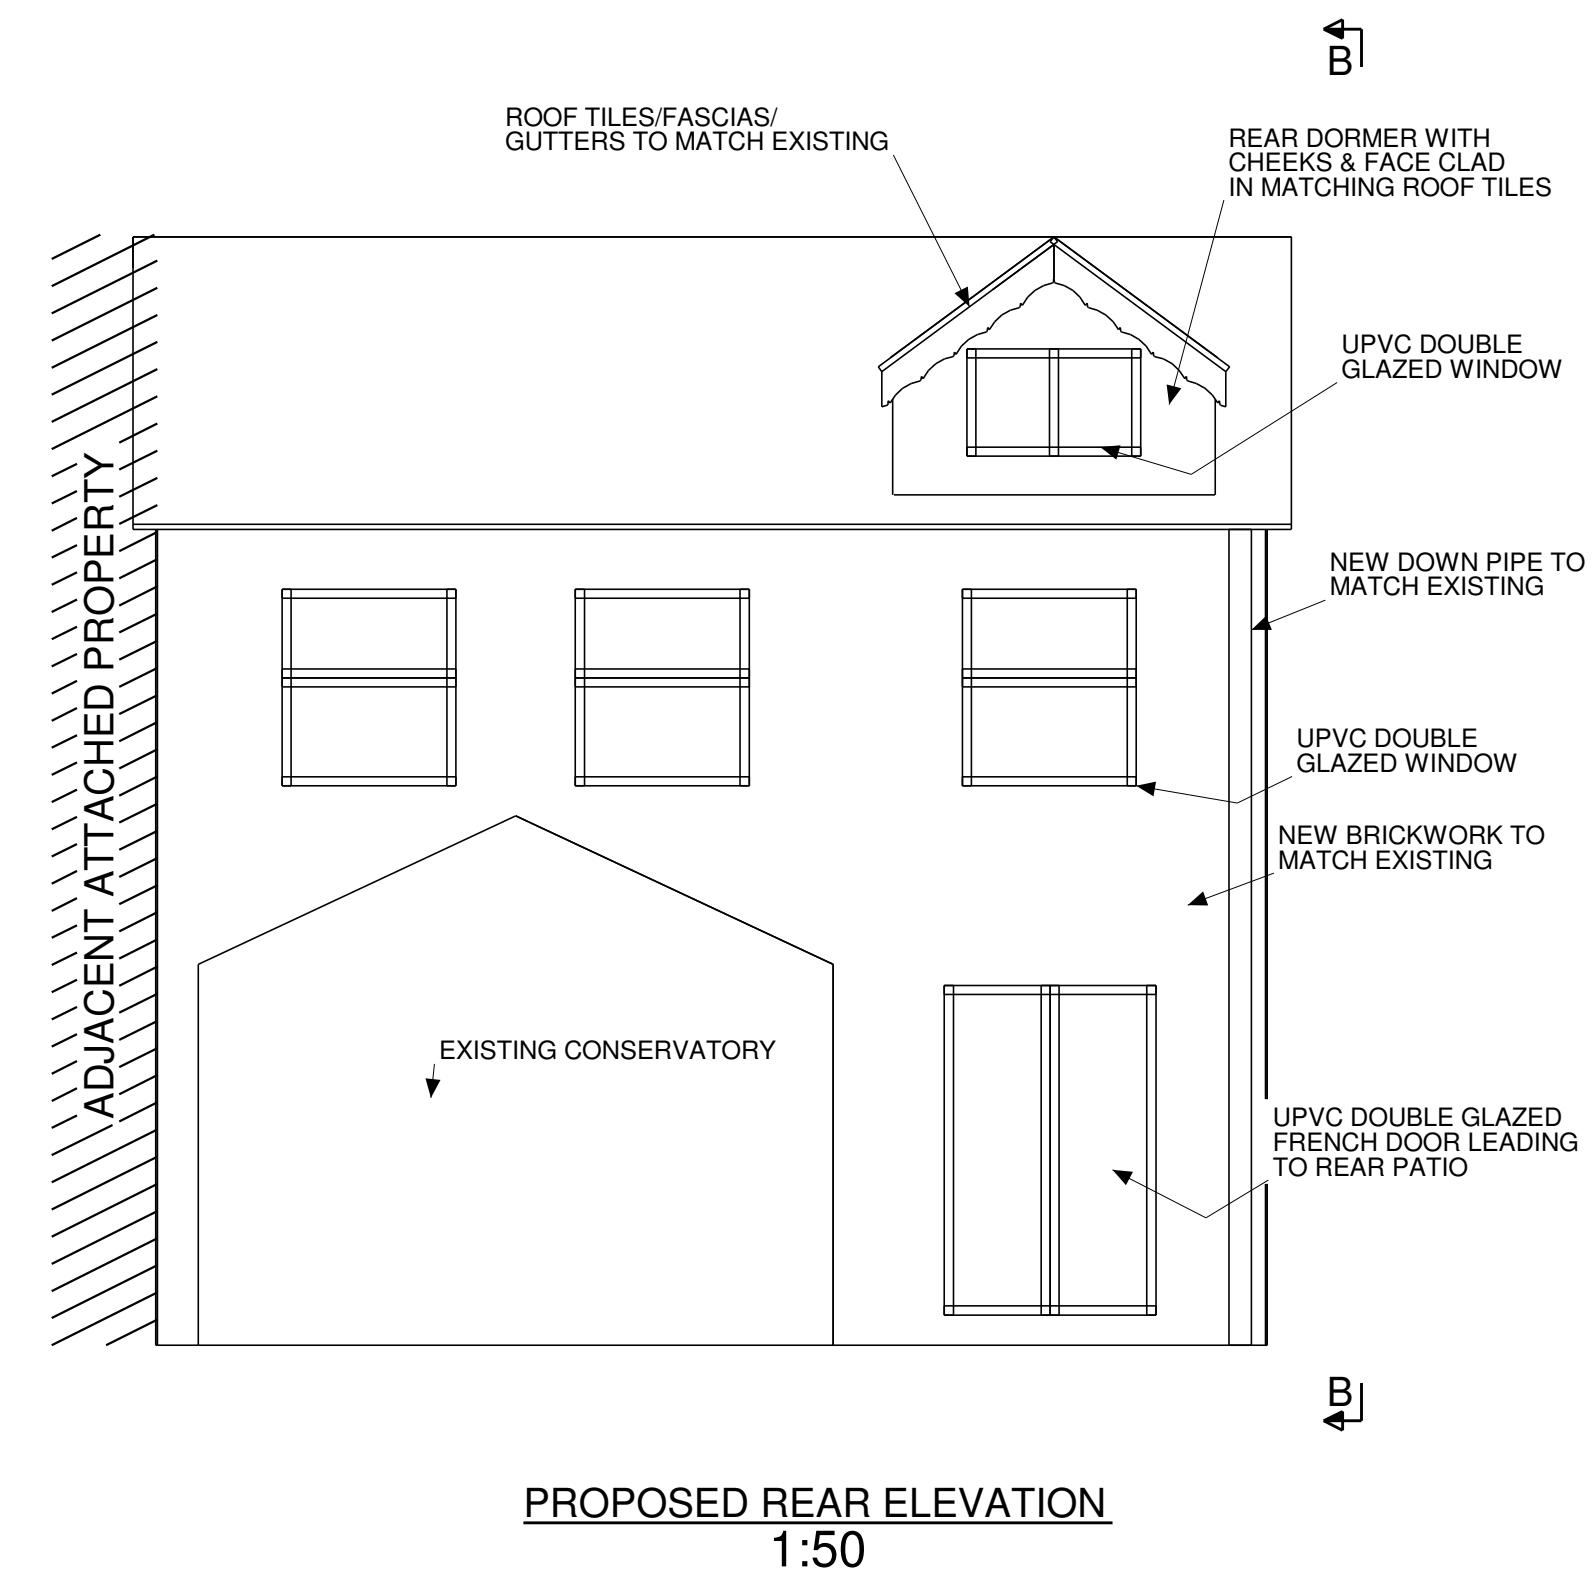 B
ROOF TILES/FASCIAS/
GUTTERS TO MATCH EXISTING
REAR DORMER WITH
CHEEKS & FACE CLAD
IN MATCHING ROOF TILES
UPVC DOUBLE
GLAZED WINDOW
ADJACENT ATTACHED PROPERTY
NEW DOWN PIPE TO
MATCH EXISTING
UPVC DOUBLE
GLAZED WINDOW
NEW BRICKWORK TO
MATCH EXISTING
EXISTING CONSERVATORY
UPVC DOUBLE GLAZED
FRENCH DOOR LEADING
TO REAR PATIO
B
PROPOSED REAR ELEVATION
1:50